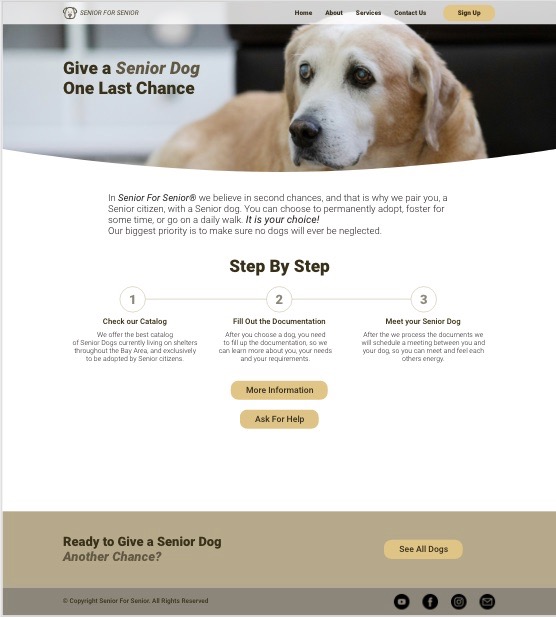 SENIOR FOR SENIOR
Home About Services Contact Us Sign Up
Give a Senior Dog
One Last Chance
In Senior For Senior® we believe in second chances, and that is why we pair you, a
Senior citizen, with a Senior dog. You can choose to permanently adopt, foster for
some time, or go on a daily walk. It is your choice!
Our biggest priority is to make sure no dogs will ever be neglected.
Step By Step
1 2 3
Check our Catalog
We offer the best catalog
of Senior Dogs currently living on shelters
throughout the Bay Area, and exclusively
to be adopted by Senior citizens.
Fill Out the Documentation
After you choose a dog, you need
to fill up the documentation, so we
can learn more about you, your needs
and your requirements.
Meet your Senior Dog
After the we process the documents we
will schedule a meeting between you and
your dog, so you can meet and feel each
others energy.
More Information
Ask For Help
Ready to Give a Senior Dog
Another Chance?
See All Dogs
© Copyright Senior For Senior. All Rights Reserved